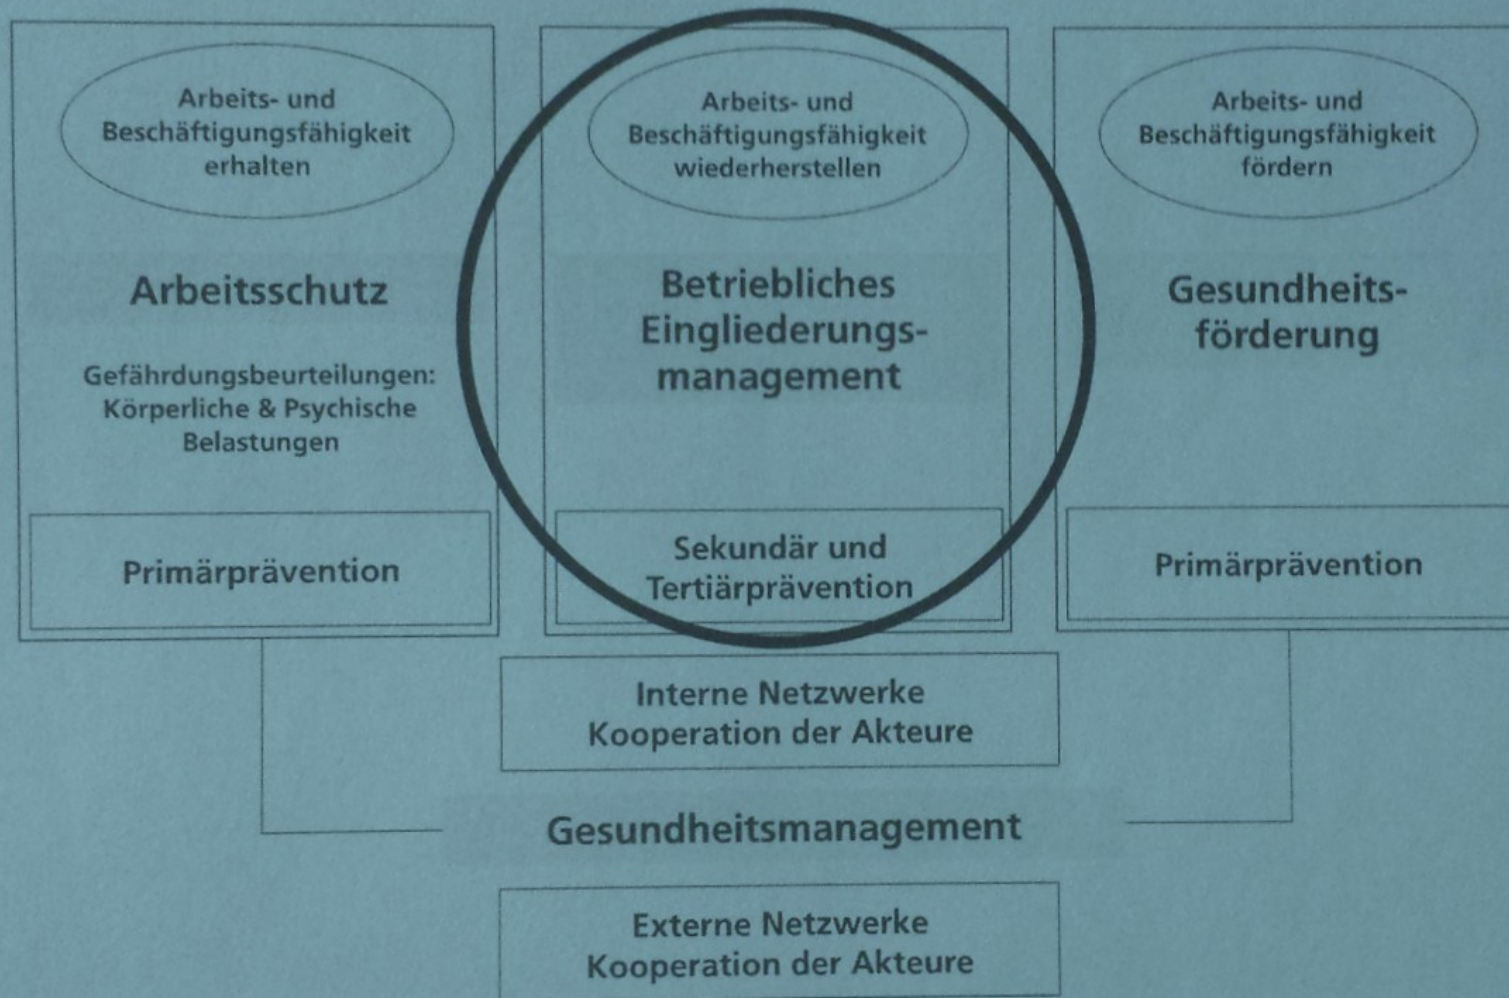 Arbeits- und
Beschäftigungsfähigkeit
erhalten
Arbeitsschutz
Gefährdungsbeurteilungen:
Körperliche & Psychische
Belastungen
Primärprävention
Arbeits- und
Beschäftigungsfähigkeit
wiederherstellen
Betriebliches
Eingliederungs-
management
Sekundär und
Tertiärprävention
Arbeits- und
Beschäftigungsfähigkeit
fördern
Gesundheits-
förderung
Primärprävention
Interne Netzwerke
Kooperation der Akteure
Gesundheitsmanagement
Externe Netzwerke
Kooperation der Akteure